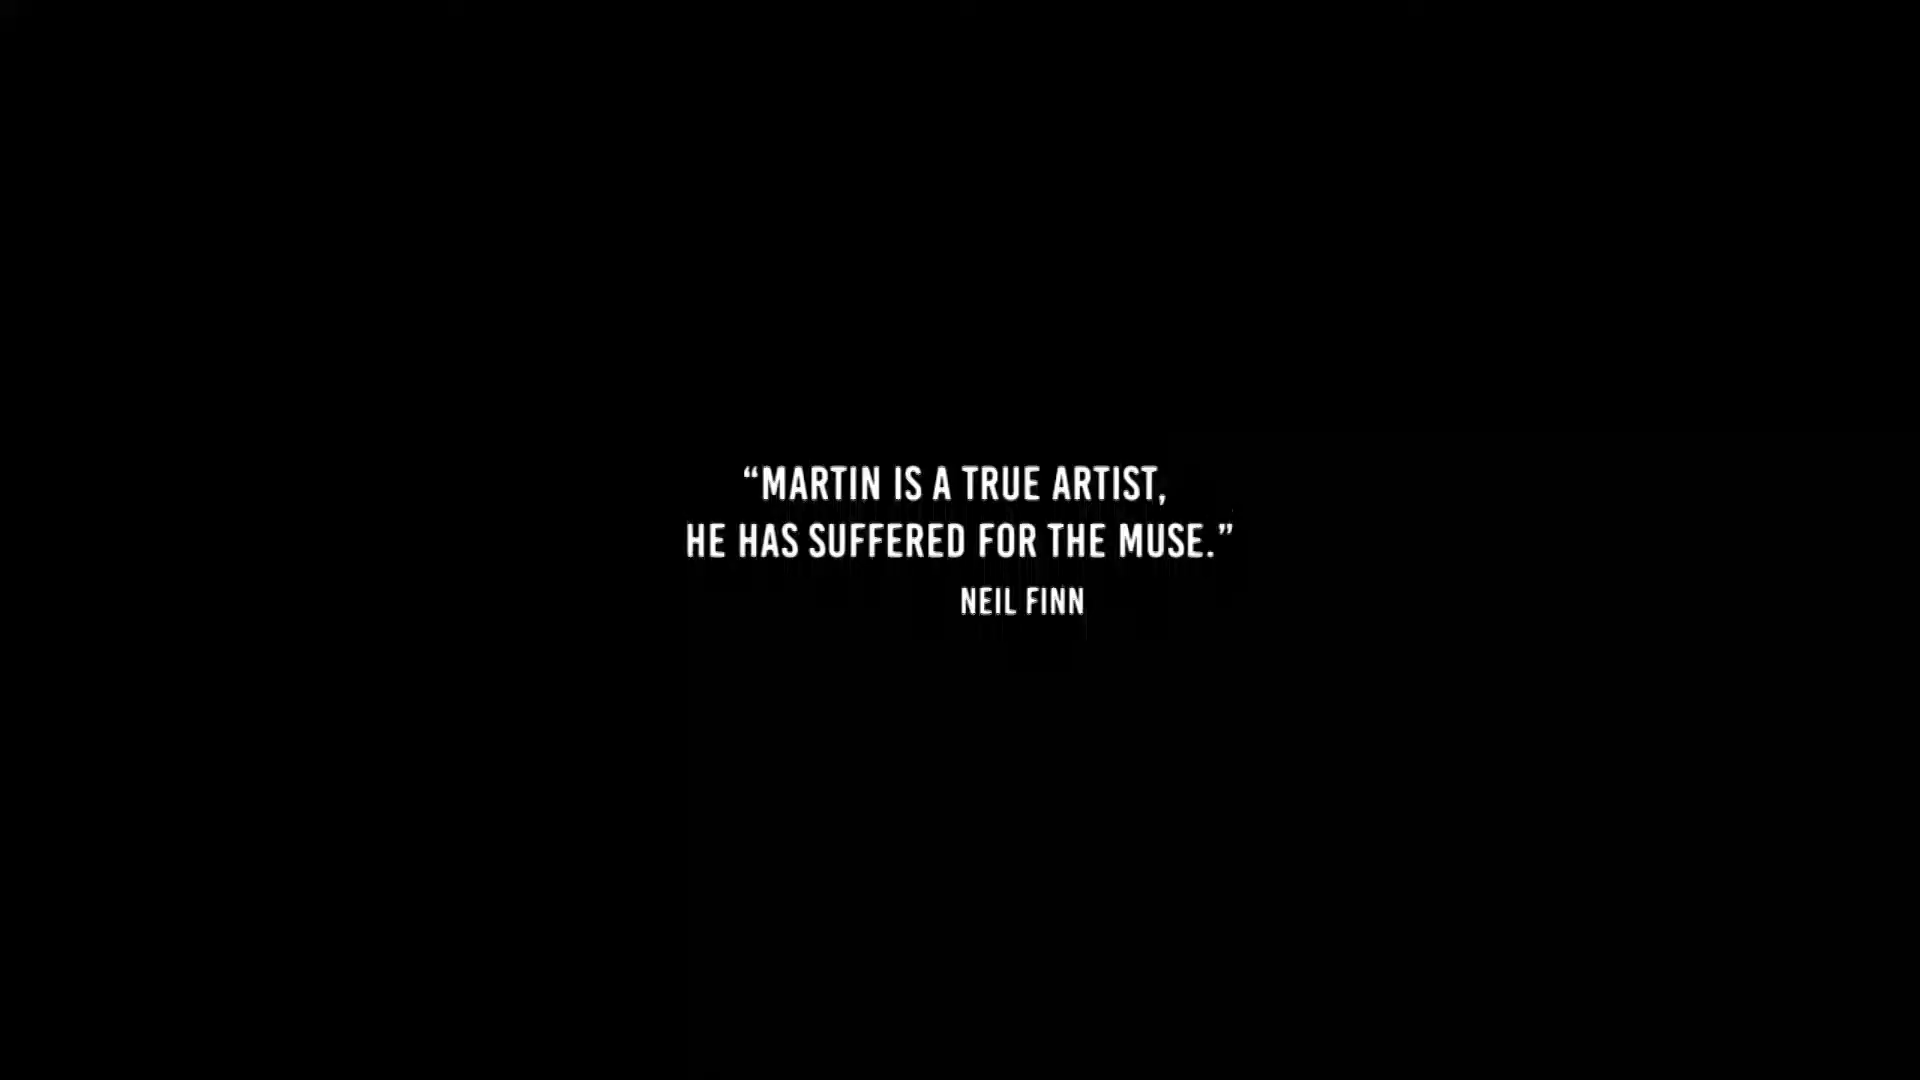 “MARTIN IS A TRUE ARTIST,
HE HAS SUFFERED FOR THE MUSE.”
NEIL FINN